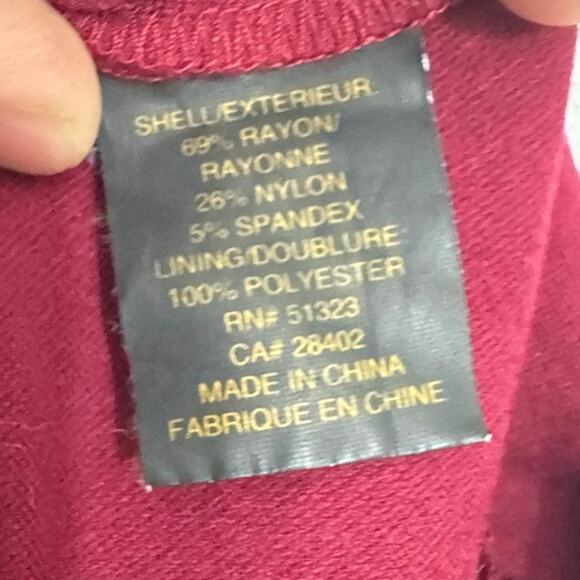 SHELL/EXTERIEUR:
69% RAYON/
RAYONNE
26% NYLON
5% SPANDEX
LINING/DOUBLURE:
100% POLYESTER
RN# 51323
CA# 28402
MADE IN CHINA
FABRIQUE EN CHINE